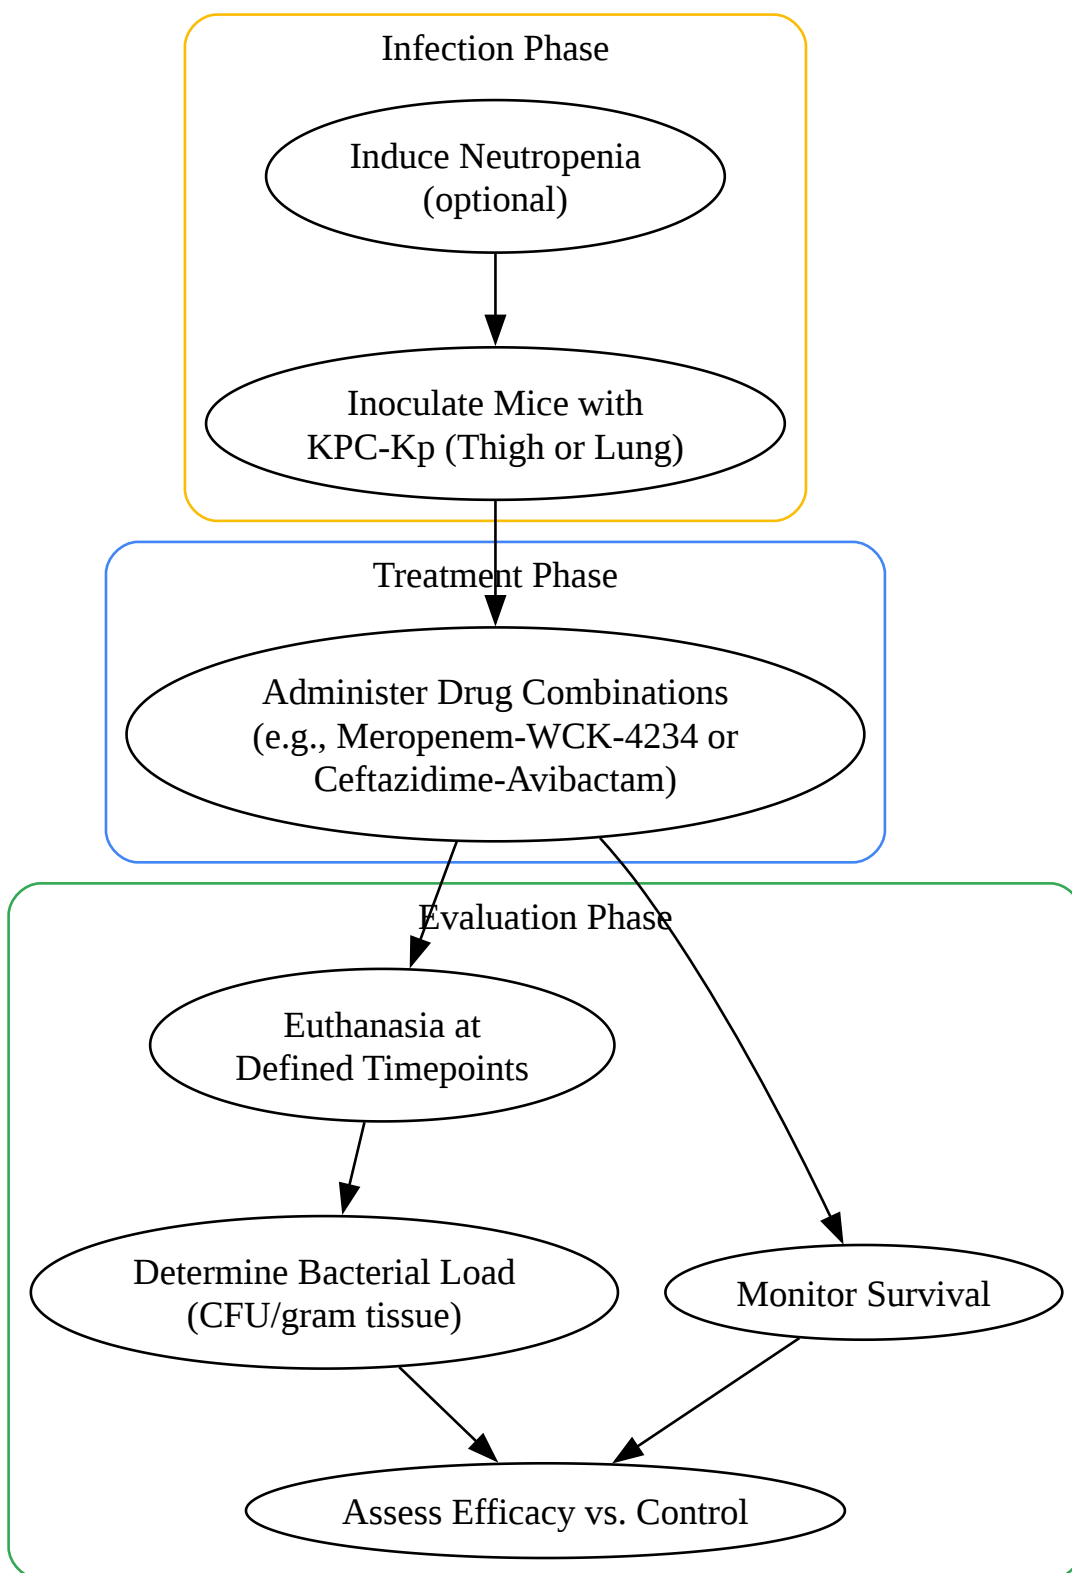 Infection Phase
Induce Neutropenia
(optional)
Inoculate Mice with
KPC-Kp (Thigh or Lung)
Treatment Phase
Administer Drug Combinations
(e.g., Meropenem-WCK-4234 or
Ceftazidime-Avibactam)
Evaluation Phase
Euthanasia at
Defined Timepoints
Determine Bacterial Load
(CFU/gram tissue)
Monitor Survival
Assess Efficacy vs. Control